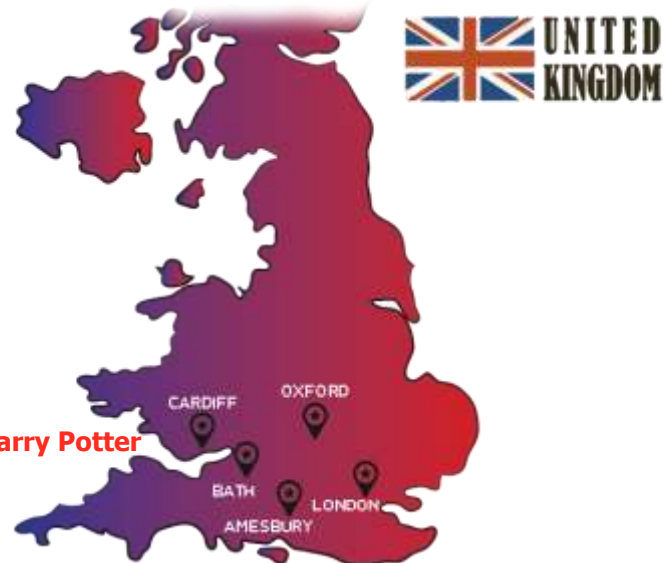 UNITED
KINGDOM
OXFORD
CARDIFF
arry Potter
BATH
LONDON
AMESBURY